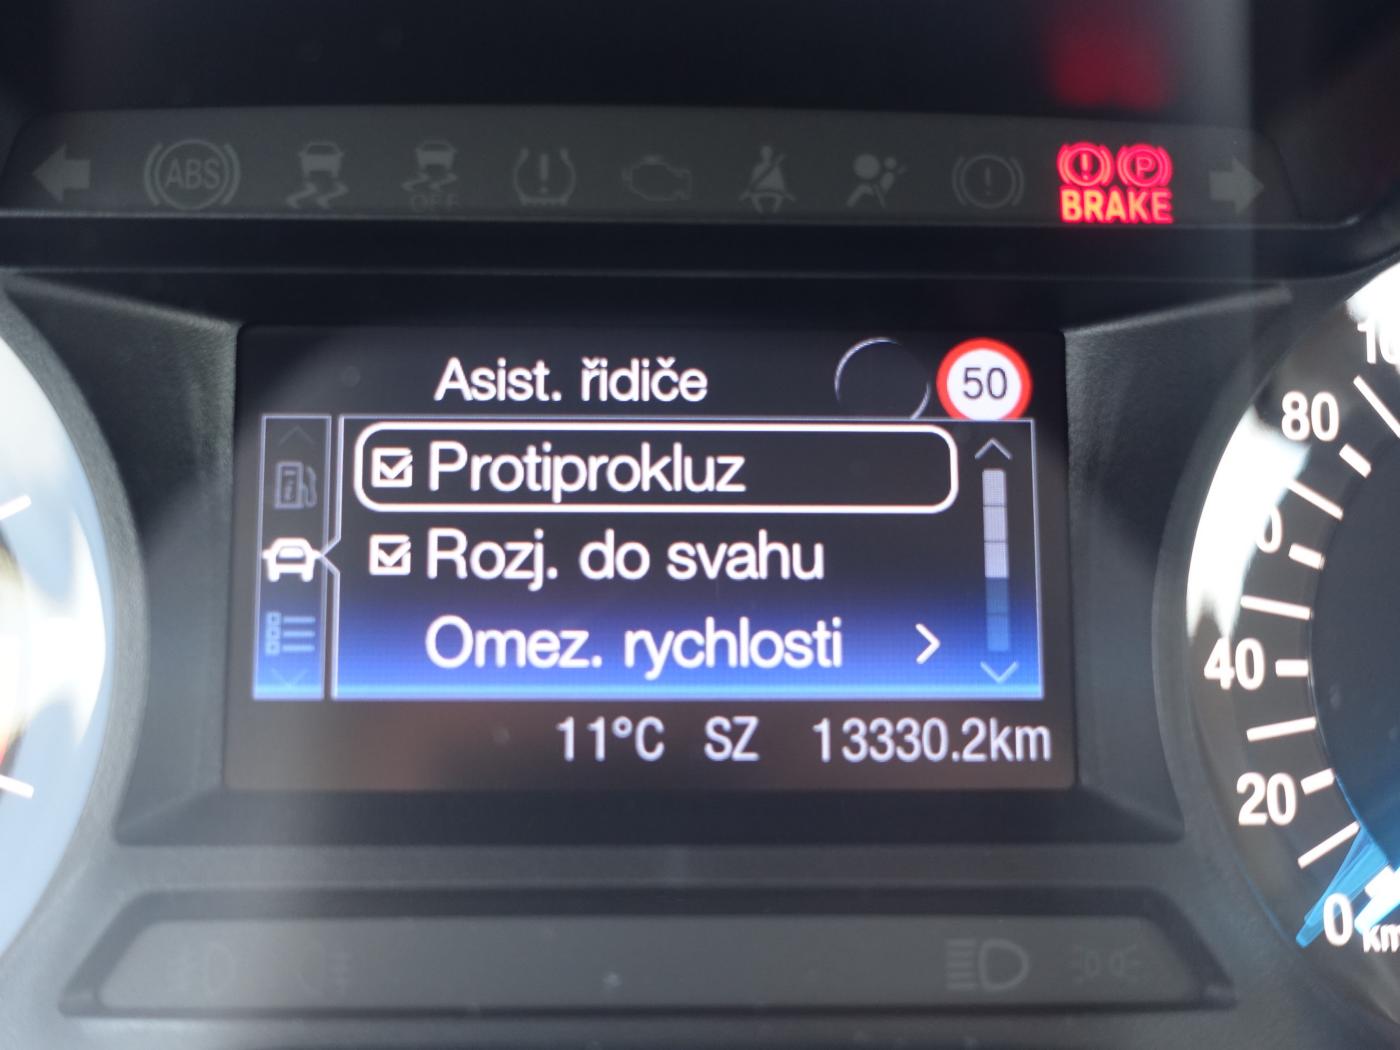 ABS
OFF
BRAKE
Asist. řidiče
50
Protiprokluz
Rozj. do svahu
Omez. rychlosti
11°C SZ 13330.2km
80
40
20
0
km